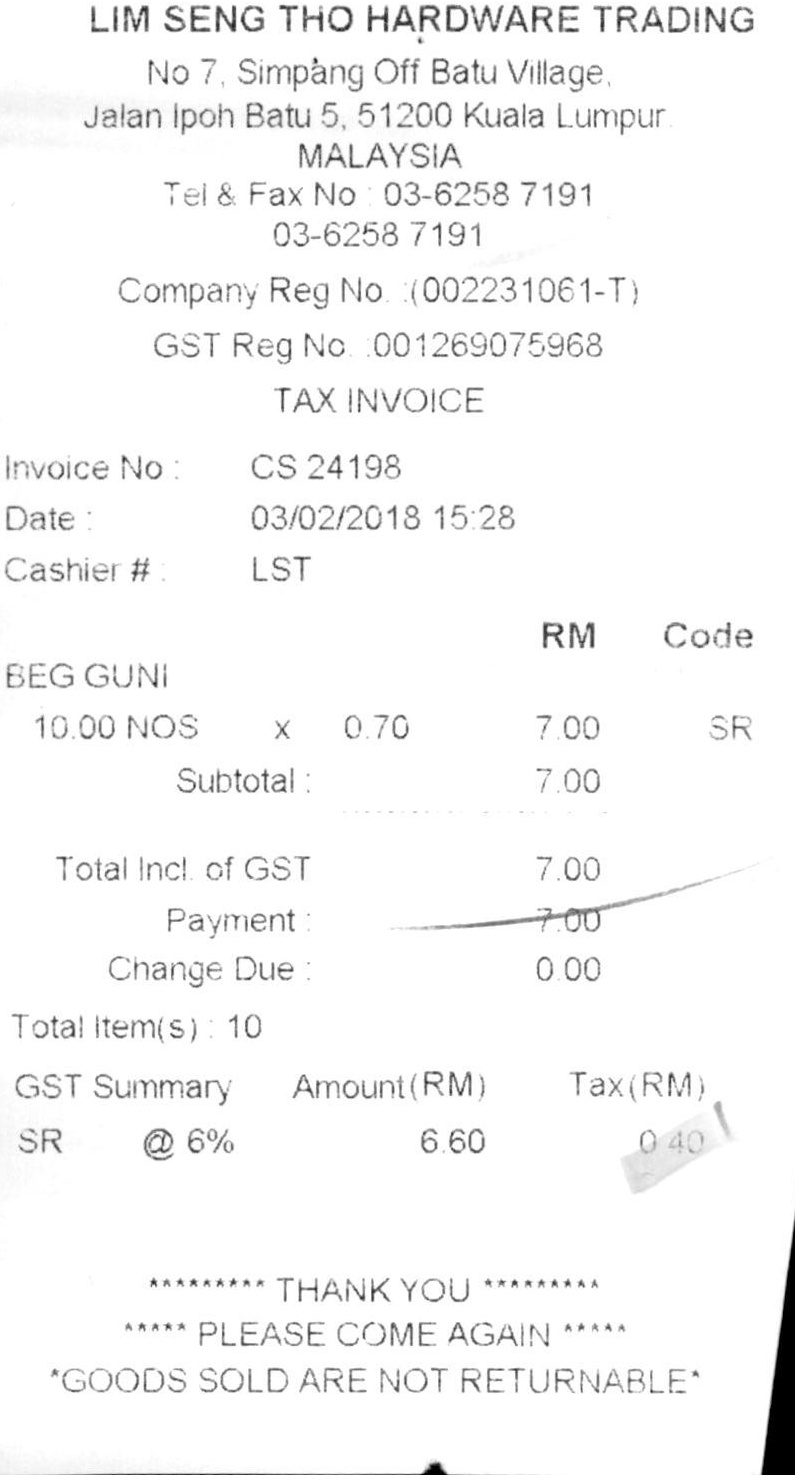 LIM SENG THO HARDWARE TRADING
No 7, Simpang Off Batu Village,
Jalan Ipoh Batu 5, 51200 Kuala Lumpur
MALAYSIA
Tel & Fax No : 03-6258 7191
03-6258 7191
Company Reg No. :(002231061-T)
GST Reg No. :001269075968
TAX INVOICE
Invoice No : CS 24198
Date : 03/02/2018 15:28
Cashier # : LST
RM Code
BEG GUNI
10.00 NOS x 0.70 7.00 SR
Subtotal : 7.00
Total Incl. of GST 7.00
Payment : 7.00
Change Due : 0.00
Total Item(s) : 10
GST Summary Amount(RM) Tax(RM)
SR @ 6% 6.60 0.40
********* THANK YOU *********
***** PLEASE COME AGAIN *****
*GOODS SOLD ARE NOT RETURNABLE*